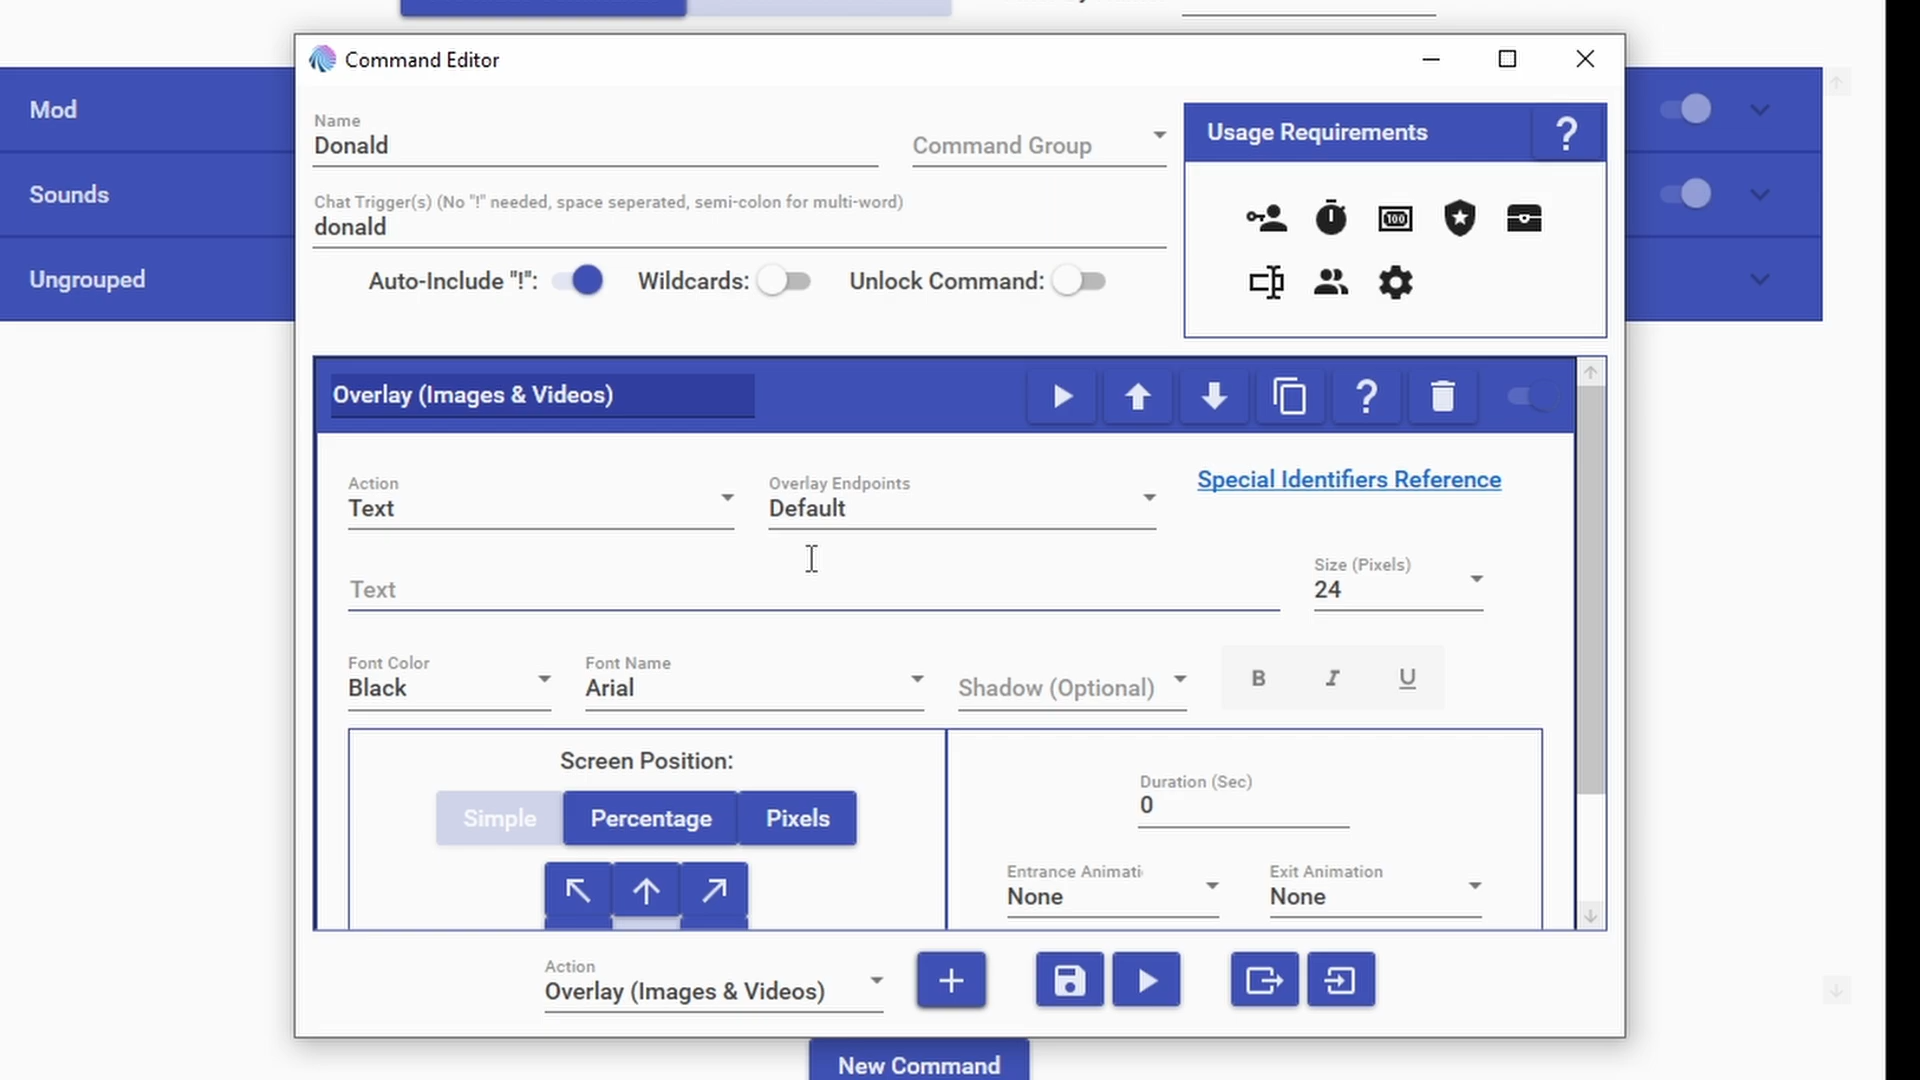 Command Editor
Mod
Sounds
Ungrouped
Name
Donald
Command Group
Usage Requirements
?
Chat Trigger(s) (No "!" needed, space seperated, semi-colon for multi-word)
donald
100
Auto-Include "!":
Wildcards:
Unlock Command:
Overlay (Images & Videos)
?
Action
Text
Overlay Endpoints
Default
Special Identifiers Reference
Text
Size (Pixels)
24
Font Color
Black
Font Name
Arial
Shadow (Optional)
B I U
Screen Position:
Simple
Percentage
Pixels
Duration (Sec)
0
Entrance Animati
None
Exit Animation
None
Action
Overlay (Images & Videos)
New Command